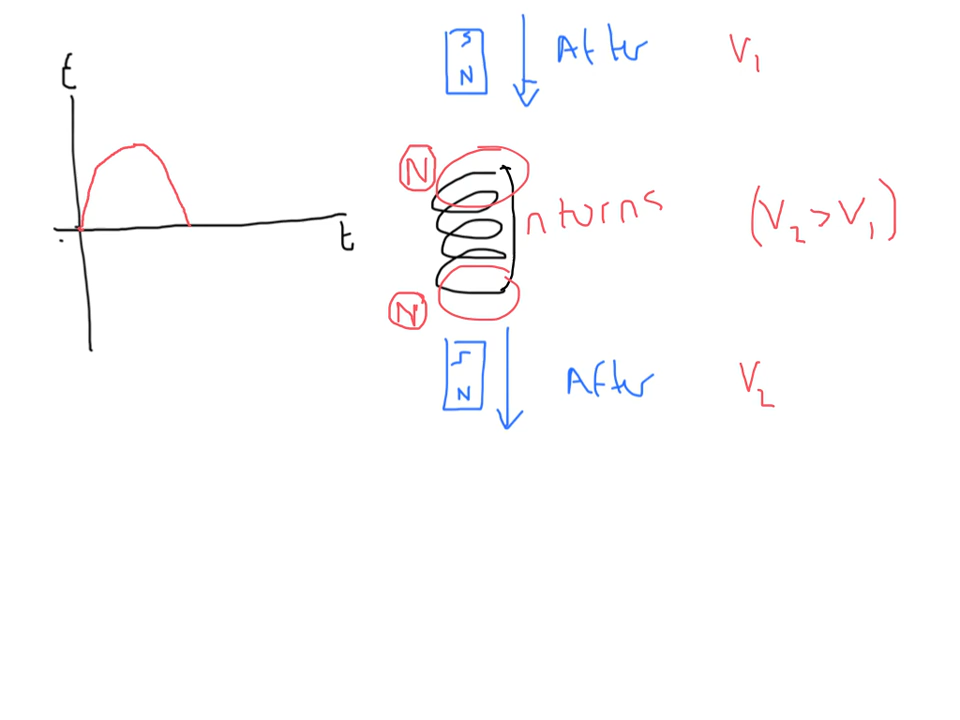 ε
t
S
N
After V₁
N
n turns (V₂ > V₁)
N
S
N
After V₂